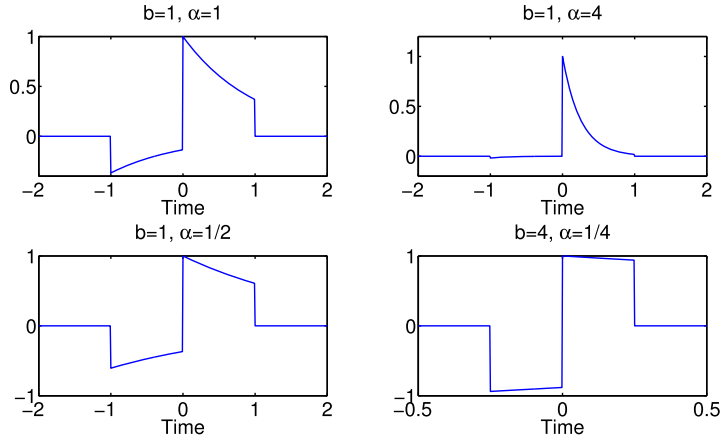 b=1, α=1
1
0.5
0
−2 −1 0 1 2
Time
b=1, α=4
1
0.5
0
−2 −1 0 1 2
Time
b=1, α=1/2
1
0
−1
−2 −1 0 1 2
Time
b=4, α=1/4
1
0
−1
−0.5 0 0.5
Time